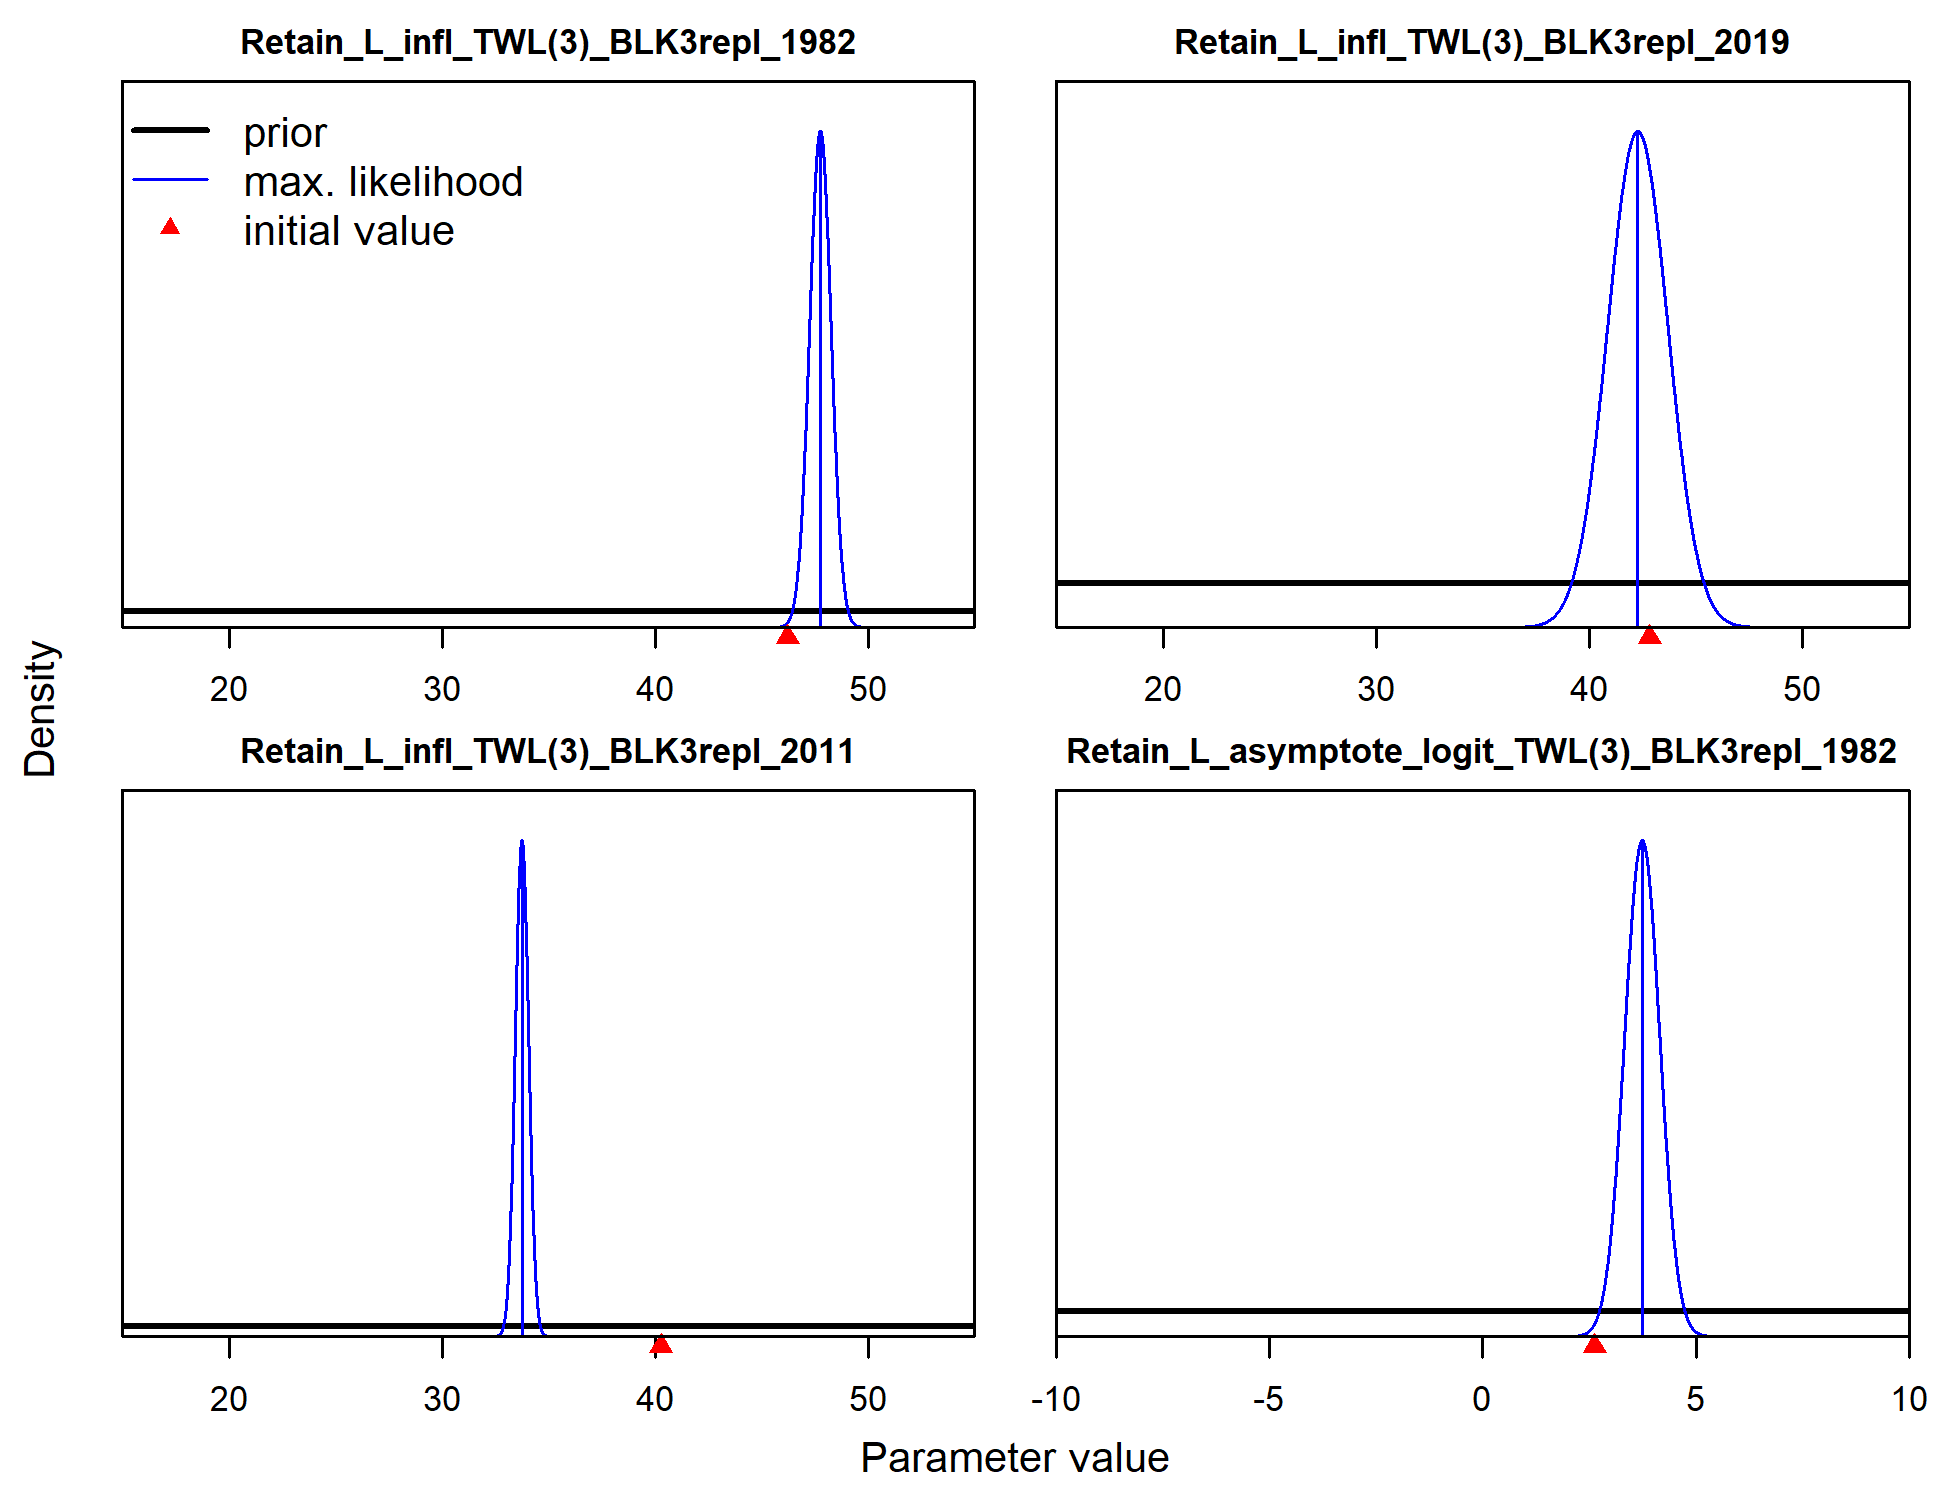 Retain_L_infl_TWL(3)_BLK3repl_1982
prior
max. likelihood
initial value
20 30 40 50
Retain_L_infl_TWL(3)_BLK3repl_2019
20 30 40 50
Retain_L_infl_TWL(3)_BLK3repl_2011
20 30 40 50
Retain_L_asymptote_logit_TWL(3)_BLK3repl_1982
-10 -5 0 5 10
Density
Parameter value